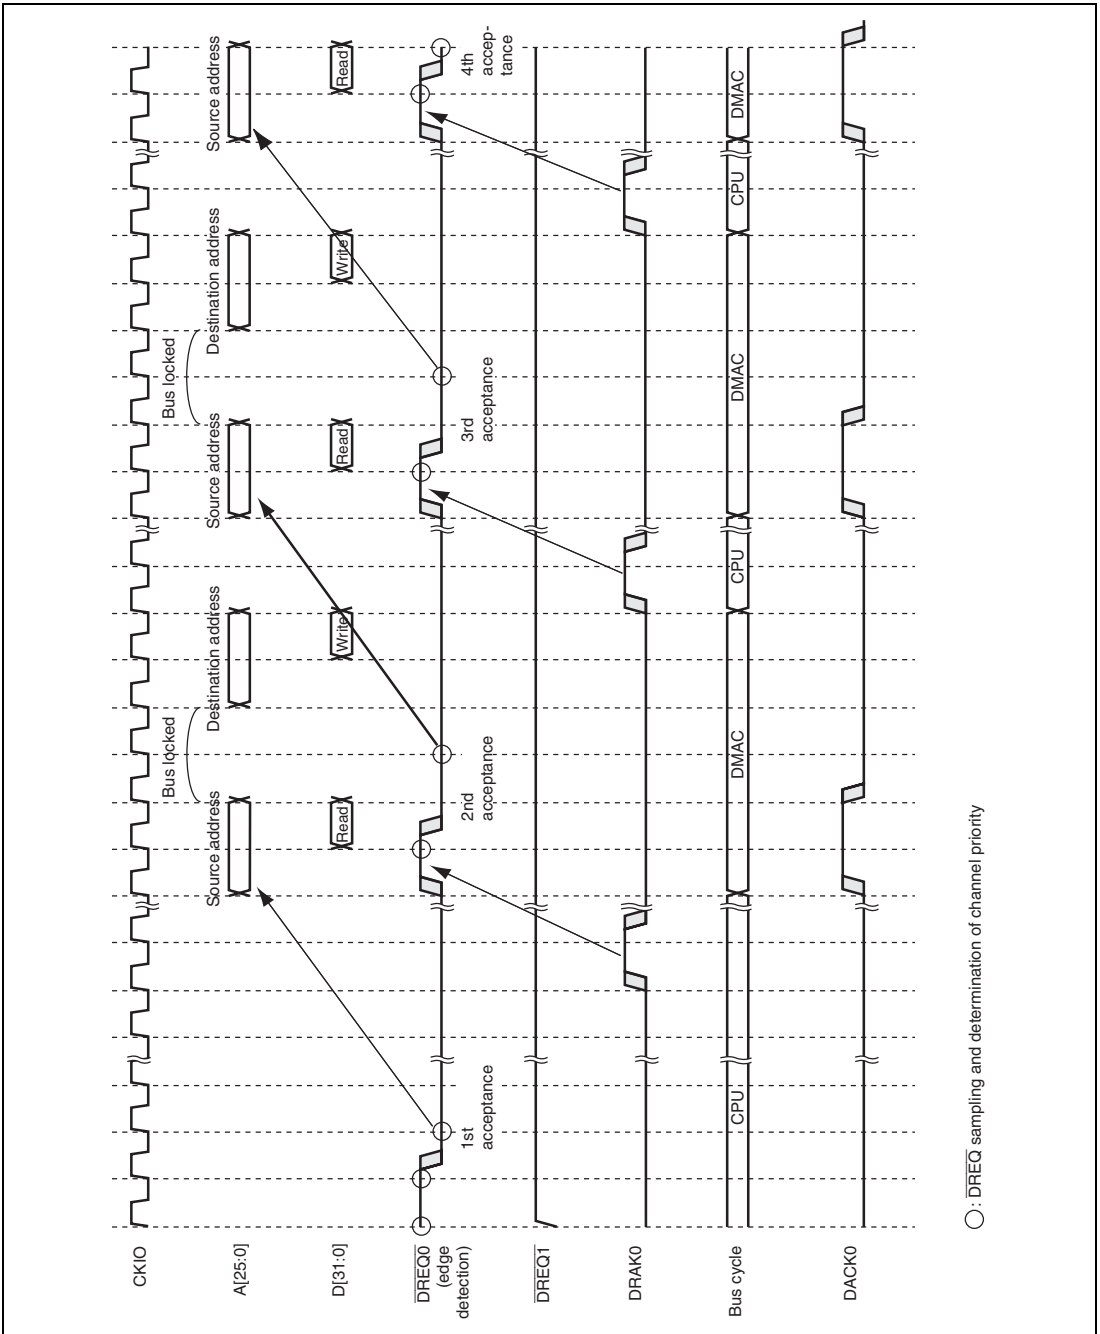 CKIO
A[25:0]
Source address
Bus locked
Destination address
Source address
Bus locked
Destination address
Source address
D[31:0]
Read
Write
Read
Write
Read
DREQ0
(edge
detection)
1st
acceptance
2nd
acceptance
3rd
acceptance
4th
accep-
tance
DREQ1
DRAK0
Bus cycle
CPU
DMAC
CPU
DMAC
CPU
DMAC
DACK0
: DREQ sampling and determination of channel priority